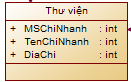 Thư viện
+ MSChiNhanh : int
+ TenChiNhanh : int
+ DiaChi : int